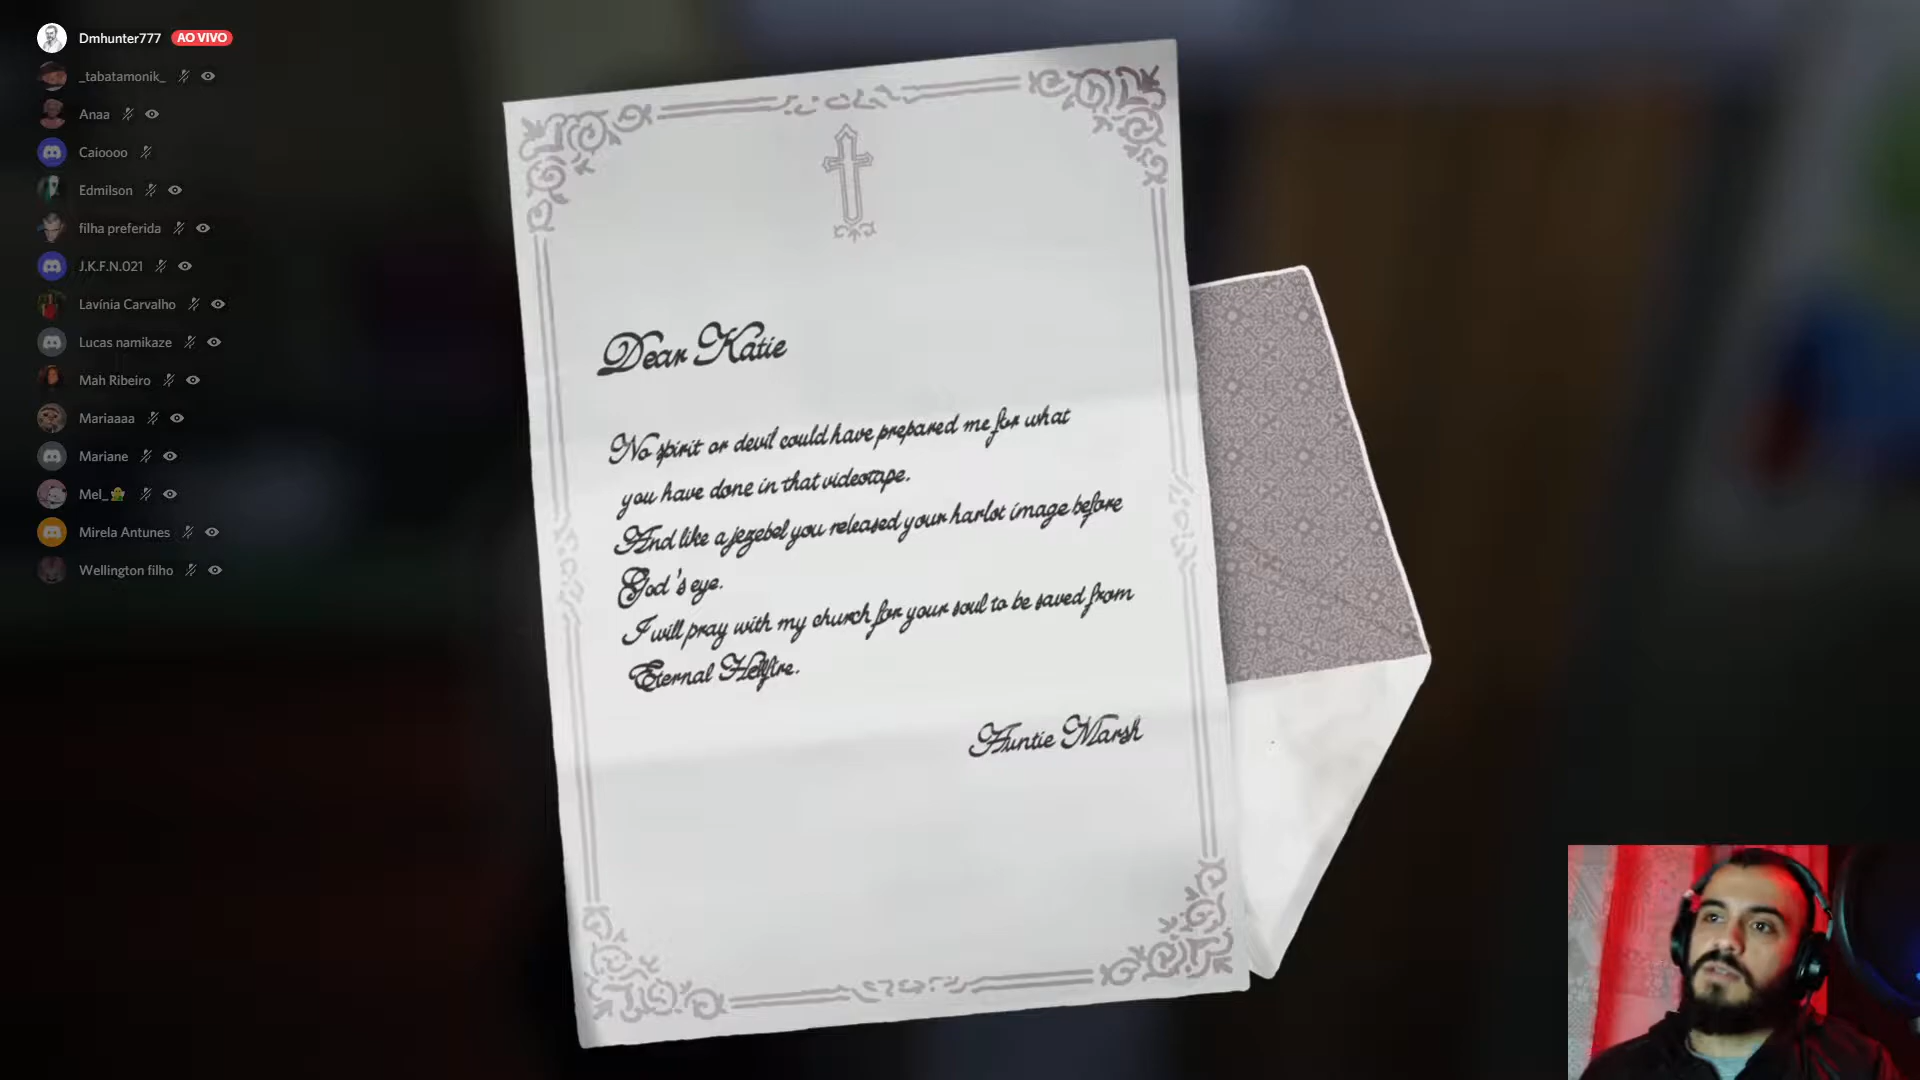 Dmhunter777 AO VIVO
_tabatamonik_
Anaa
Caioooo
Edmilson
filha preferida
J.K.F.N.021
Lavínia Carvalho
Lucas namikaze
Mah Ribeiro
Mariaaaa
Mariane
Mel_
Mirela Antunes
Wellington filho
Dear Katie
No spirit or devil could have prepared me for what
you have done in that videotape.
And like a jezebel you released your harlot image before
God's eye.
I will pray with my church for your soul to be saved from
Eternal Hellfire.
Auntie Marsh